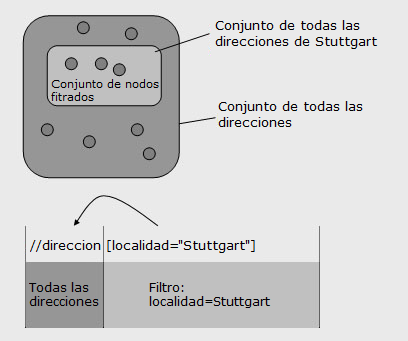 Conjunto de todas las
direcciones de Stuttgart
Conjunto de nodos
fitrados
Conjunto de todas las
direcciones
//direccion [localidad="Stuttgart"]
Todas las
direcciones
Filtro:
localidad=Stuttgart